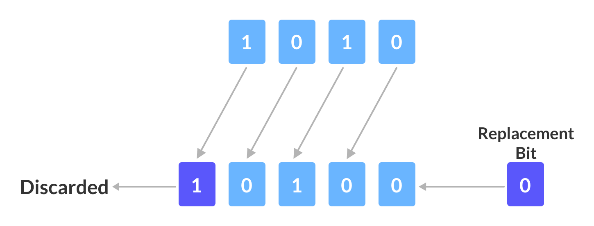 1 0 1 0
Replacement
Bit
Discarded 1 0 1 0 0 0